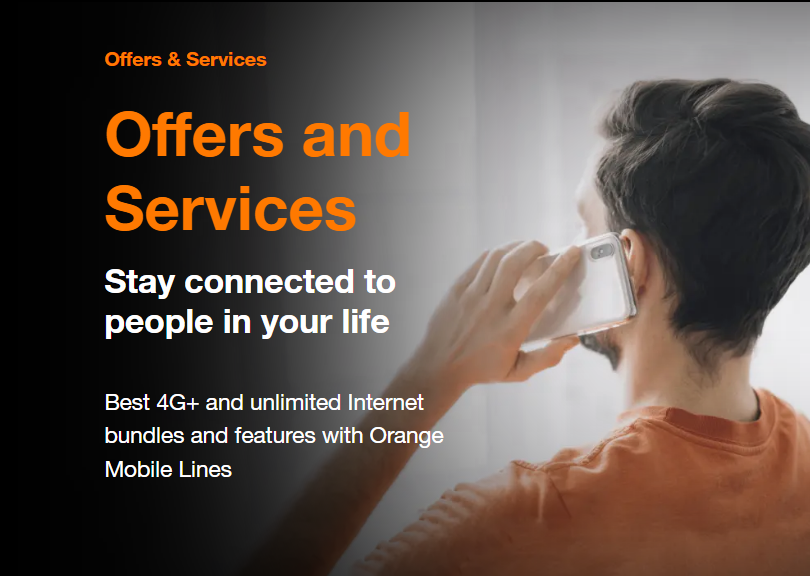 Offers & Services
Offers and
Services
Stay connected to
people in your life
Best 4G+ and unlimited Internet
bundles and features with Orange
Mobile Lines